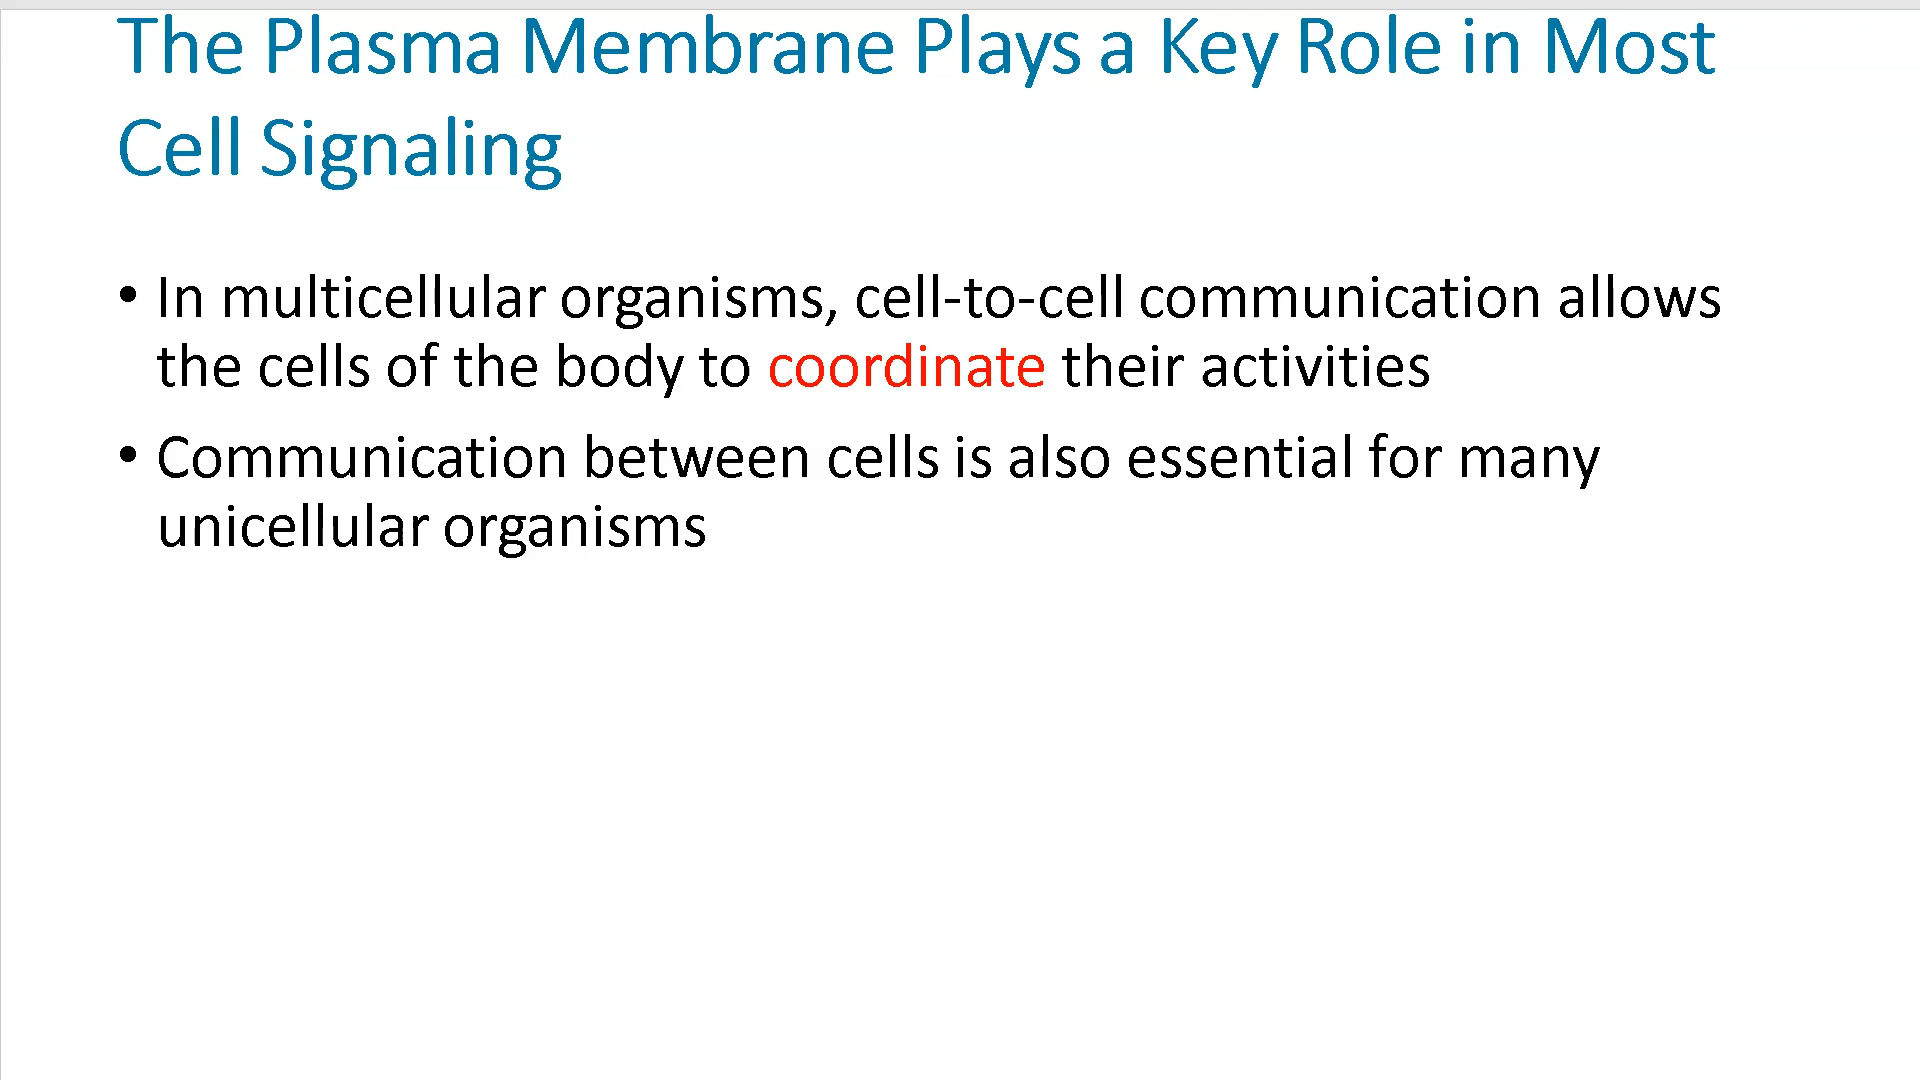 The Plasma Membrane Plays a Key Role in Most
Cell Signaling
• In multicellular organisms, cell-to-cell communication allows
the cells of the body to coordinate their activities
• Communication between cells is also essential for many
unicellular organisms